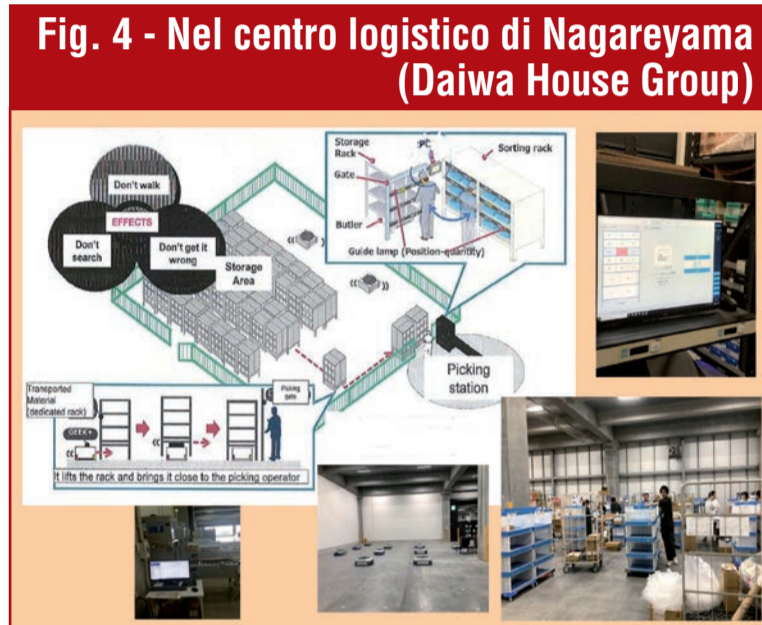 Fig. 4 - Nel centro logistico di Nagareyama
(Daiwa House Group)
Don't walk
EFFECTS
Don't
search
Don't get it
wrong
Storage
Area
Storage
Rack
PC
Sorting rack
Gate
Butler
Guide lamp (Position-quantity)
Picking
station
Transported
Material
(dedicated rack)
Picking
gate
GEEK+
It lifts the rack and brings it close to the picking operator